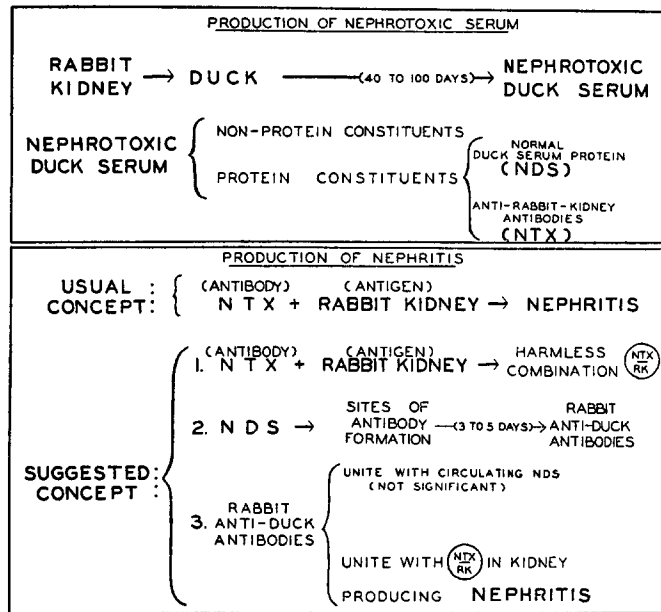 PRODUCTION OF NEPHROTOXIC SERUM
RABBIT KIDNEY → DUCK —(40 TO 100 DAYS)→ NEPHROTOXIC DUCK SERUM
NEPHROTOXIC DUCK SERUM
NON-PROTEIN CONSTITUENTS
PROTEIN CONSTITUENTS
NORMAL
DUCK SERUM PROTEIN
(NDS)
ANTI-RABBIT-KIDNEY
ANTIBODIES
(NTX)
PRODUCTION OF NEPHRITIS
USUAL CONCEPT:
(ANTIBODY) (ANTIGEN)
NTX + RABBIT KIDNEY → NEPHRITIS
SUGGESTED CONCEPT:
(ANTIBODY) (ANTIGEN)
1. NTX + RABBIT KIDNEY → HARMLESS COMBINATION NTX RK
2. NDS → SITES OF ANTIBODY FORMATION —(3 TO 5 DAYS)→ RABBIT ANTI-DUCK ANTIBODIES
3. RABBIT ANTI-DUCK ANTIBODIES
UNITE WITH CIRCULATING NDS
(NOT SIGNIFICANT)
UNITE WITH NTX RK IN KIDNEY
PRODUCING NEPHRITIS